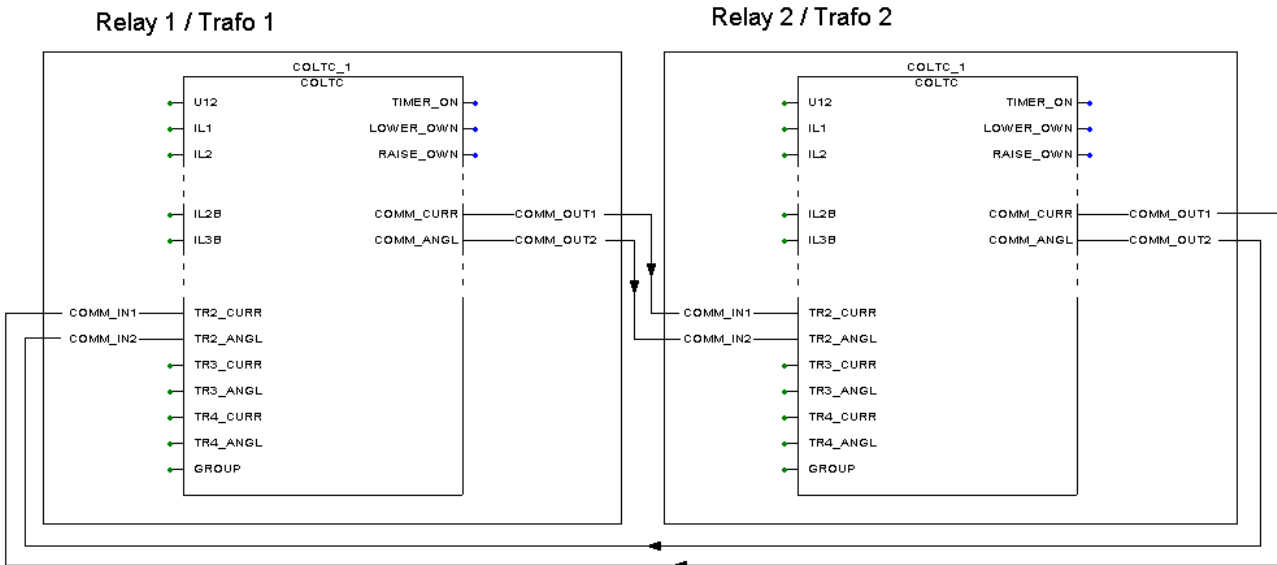 Relay 1 / Trafo 1
COLTC_1
COLTC
U12 TIMER_ON
IL1 LOWER_OWN
IL2 RAISE_OWN
IL2B COMM_CURR COMM_OUT1
IL3B COMM_ANGL COMM_OUT2
COMM_IN1 TR2_CURR
COMM_IN2 TR2_ANGL
TR3_CURR
TR3_ANGL
TR4_CURR
TR4_ANGL
GROUP
Relay 2 / Trafo 2
COLTC_1
COLTC
U12 TIMER_ON
IL1 LOWER_OWN
IL2 RAISE_OWN
IL2B COMM_CURR COMM_OUT1
IL3B COMM_ANGL COMM_OUT2
COMM_IN1 TR2_CURR
COMM_IN2 TR2_ANGL
TR3_CURR
TR3_ANGL
TR4_CURR
TR4_ANGL
GROUP